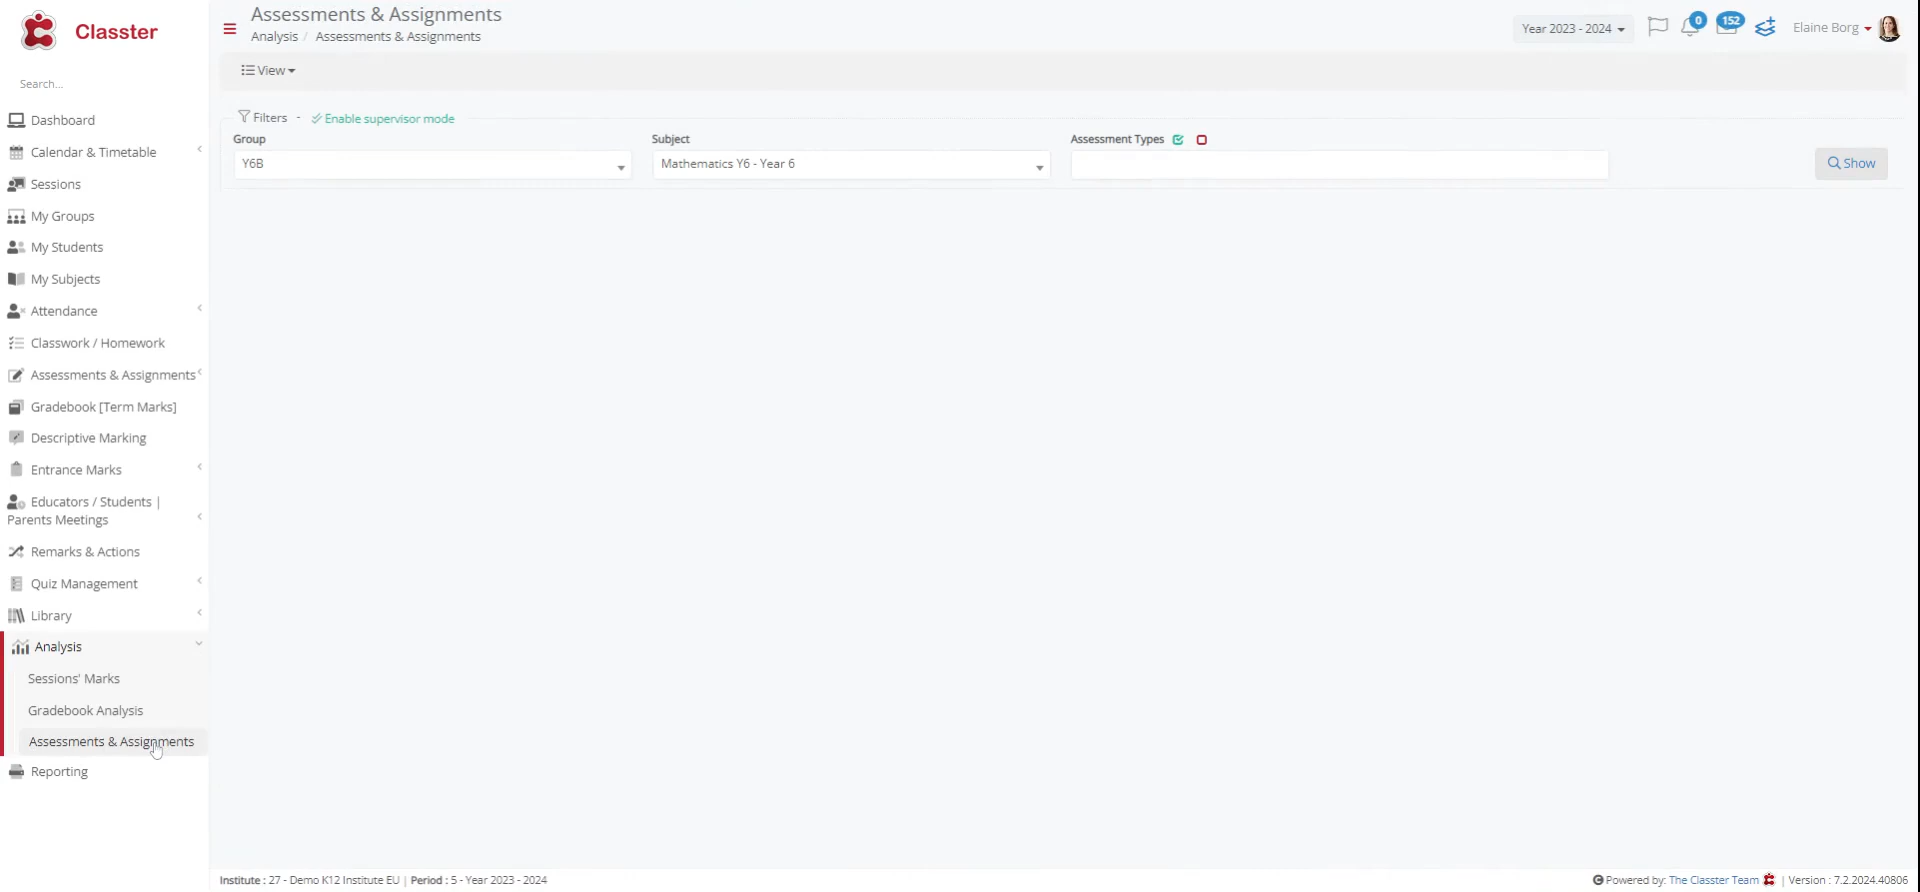 Classter
Search...
Dashboard
Calendar & Timetable
Sessions
My Groups
My Students
My Subjects
Attendance
Classwork / Homework
Assessments & Assignments
Gradebook [Term Marks]
Descriptive Marking
Entrance Marks
Educators / Students |
Parents Meetings
Remarks & Actions
Quiz Management
Library
Analysis
Sessions' Marks
Gradebook Analysis
Assessments & Assignments
Reporting
Assessments & Assignments
Analysis / Assessments & Assignments
Year 2023 - 2024
0
152
Elaine Borg
View
Filters - Enable supervisor mode
Group
Y6B
Subject
Mathematics Y6 - Year 6
Assessment Types
Show
Institute : 27 - Demo K12 Institute EU | Period : 5 - Year 2023 - 2024
Powered by: The Classter Team | Version : 7.2.2024.40806